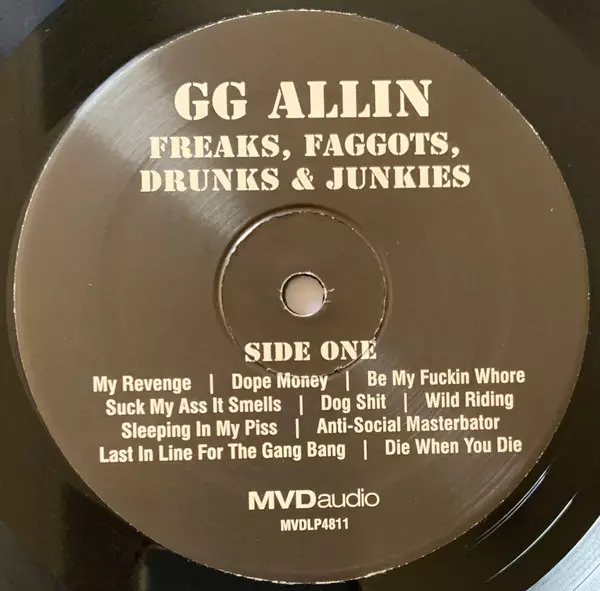 GG ALLIN
FREAKS, FAGGOTS,
DRUNKS & JUNKIES
SIDE ONE
My Revenge | Dope Money | Be My Fuckin Whore
Suck My Ass It Smells | Dog Shit | Wild Riding
Sleeping In My Piss | Anti-Social Masterbator
Last In Line For The Gang Bang | Die When You Die
MVDaudio
MVDLP4811